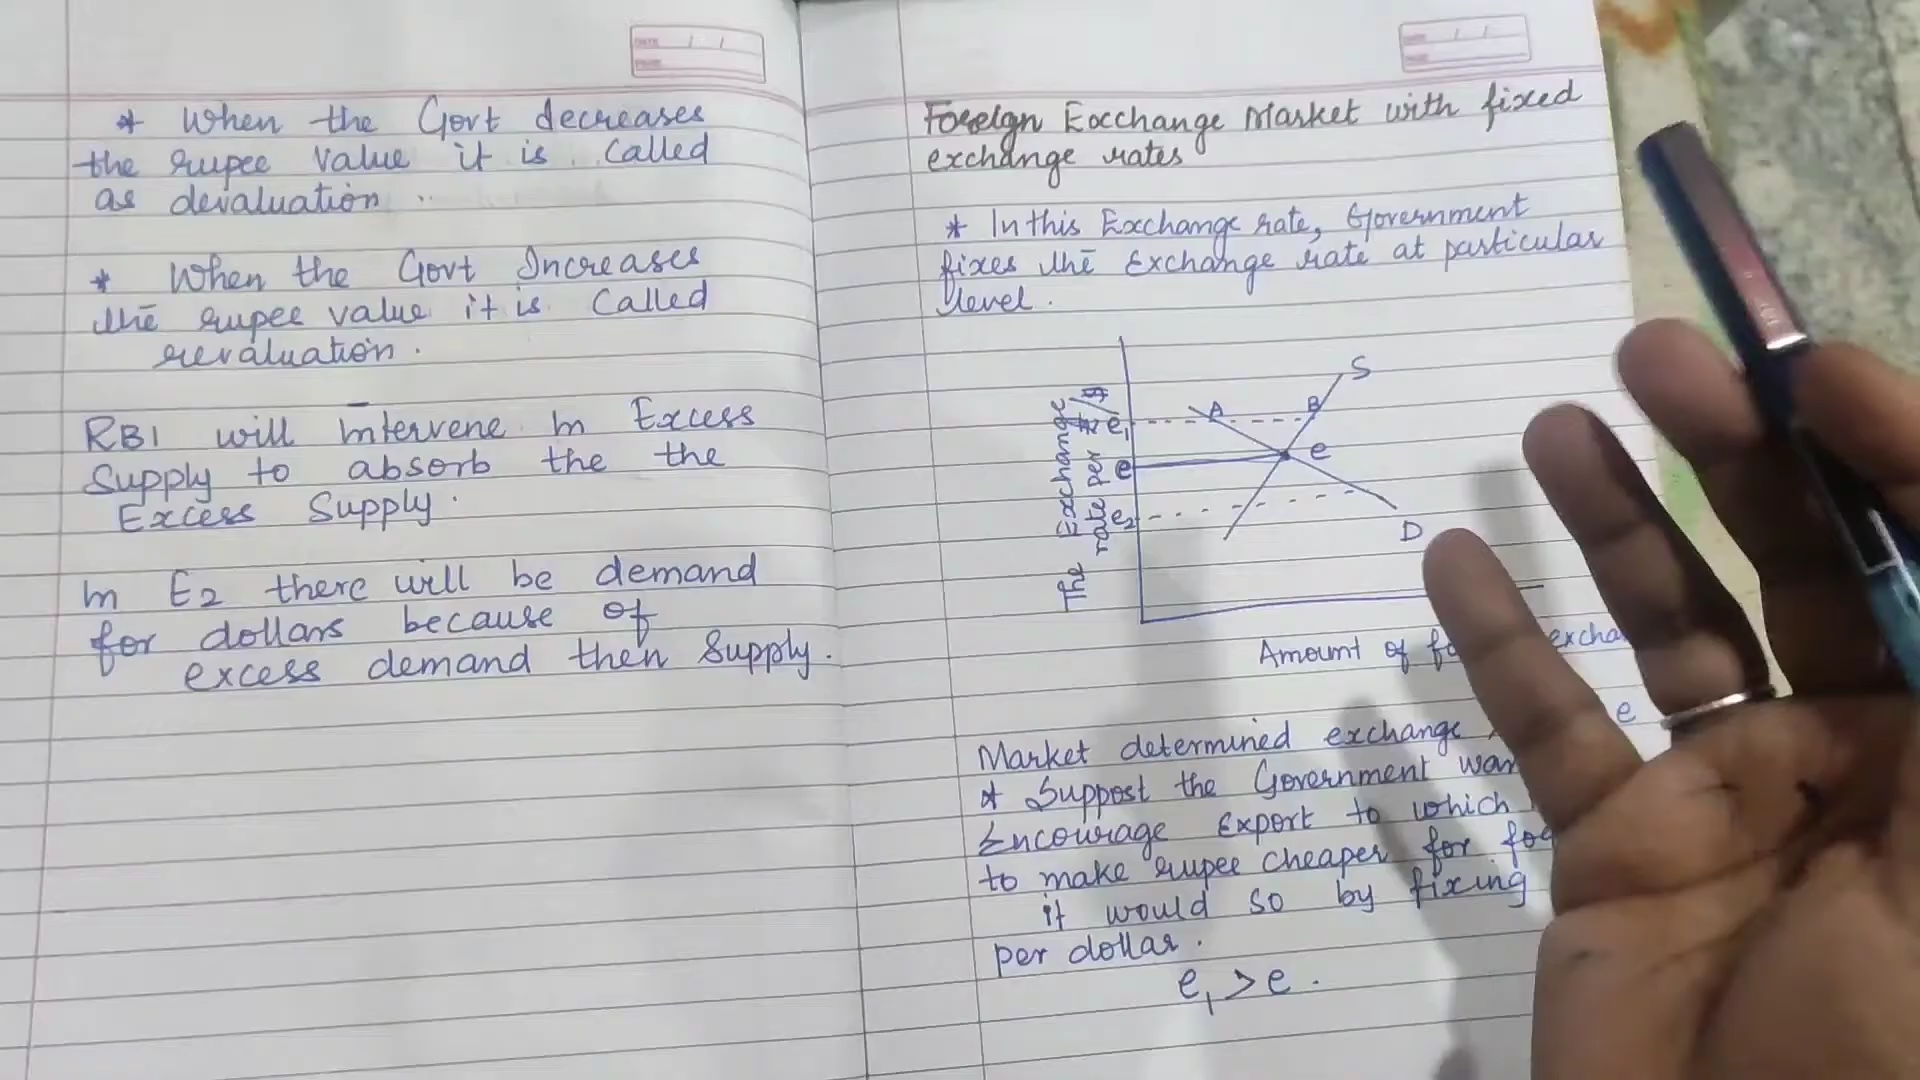 * When the Govt decreases
the rupee value it is called
as devaluation.
* When the Govt Increases
the rupee value it is called
revaluation.
RBI will intervene in Excess
Supply to absorb the the
Excess Supply.
In E2 there will be demand
for dollars because of
excess demand then Supply.
DATE / /
PAGE
Foreign Exchange Market with fixed
exchange rates
* In this Exchange rate, Government
fixes the Exchange rate at particular
level.
The Exchange
rate per ₹/$
e1
e
e2
A
B
S
e
D
Amount of
Market determined exchange
e
* Suppost the Government
Encourage Export to which
to make rupee cheaper for
it would so by fixing
per dollar.
e1 > e.